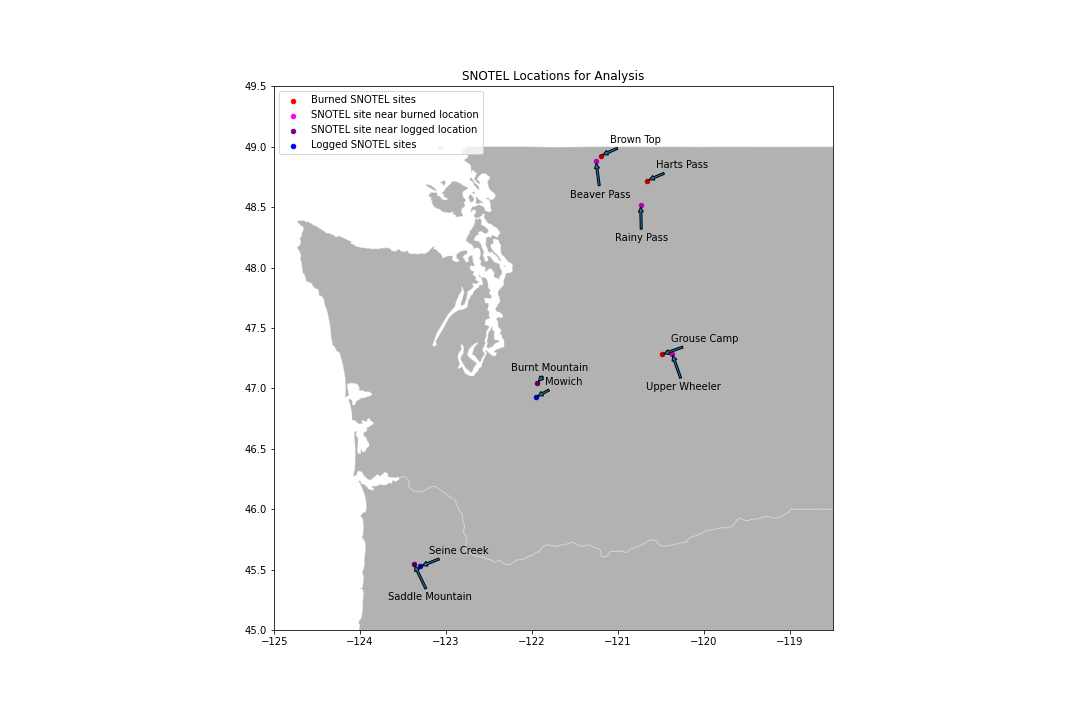 SNOTEL Locations for Analysis
49.5
Burned SNOTEL sites
SNOTEL site near burned location
SNOTEL site near logged location
Logged SNOTEL sites
49.0
Brown Top
Harts Pass
Beaver Pass
48.5
Rainy Pass
48.0
47.5
Grouse Camp
Burnt Mountain
Mowich
Upper Wheeler
47.0
46.5
46.0
Seine Creek
45.5
Saddle Mountain
45.0
−125 −124 −123 −122 −121 −120 −119